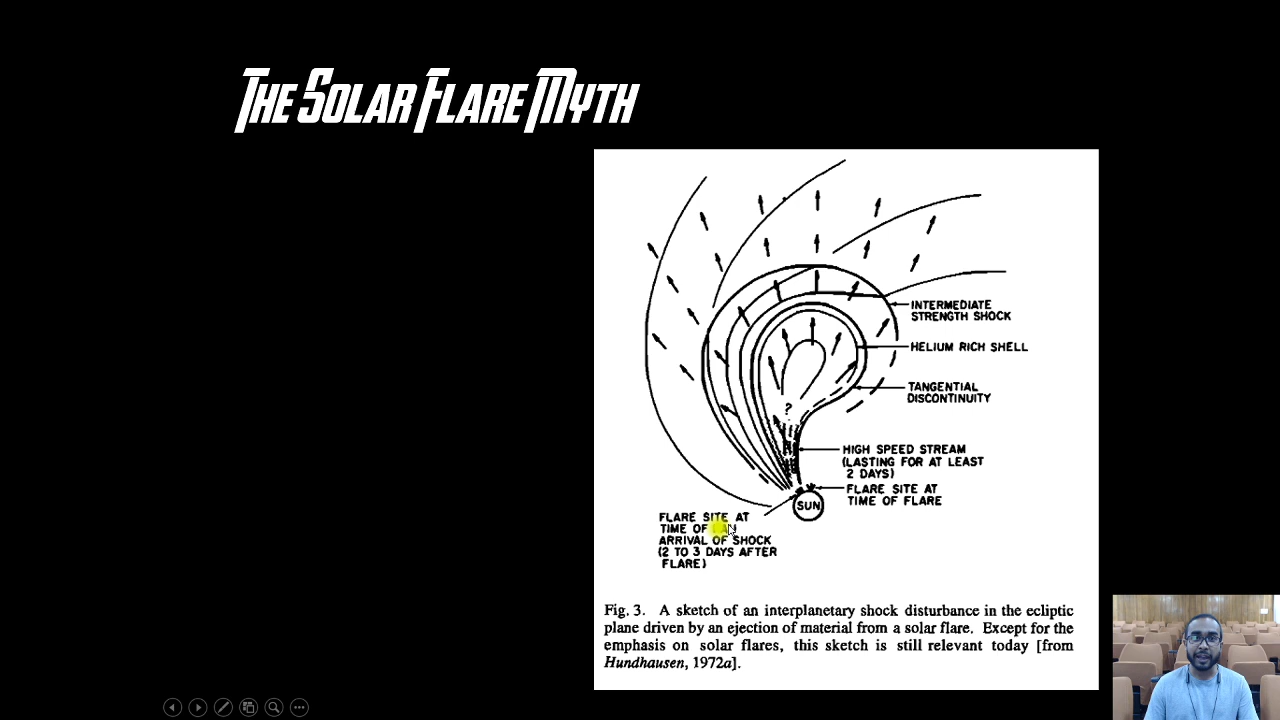 THE SOLAR FLARE MYTH
INTERMEDIATE
STRENGTH SHOCK
HELIUM RICH SHELL
TANGENTIAL
DISCONTINUITY
?
HIGH SPEED STREAM
(LASTING FOR AT LEAST
2 DAYS)
FLARE SITE AT
TIME OF FLARE
SUN
FLARE SITE AT
TIME OF
ARRIVAL OF SHOCK
(2 TO 3 DAYS AFTER
FLARE)
Fig. 3. A sketch of an interplanetary shock disturbance in the ecliptic
plane driven by an ejection of material from a solar flare. Except for the
emphasis on solar flares, this sketch is still relevant today [from
Hundhausen, 1972a].